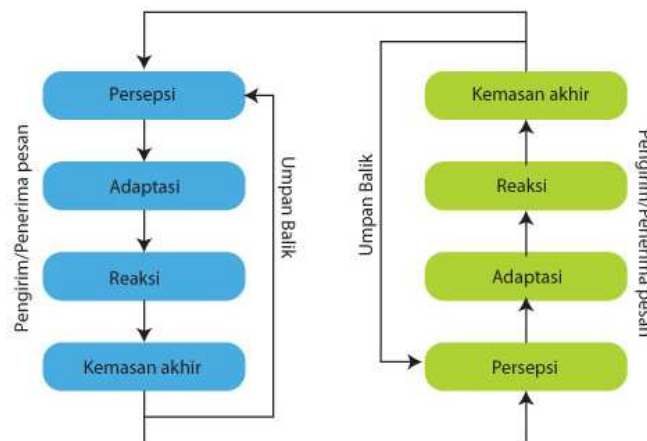 Pengirim/Penerima pesan
Persepsi
Adaptasi
Reaksi
Kemasan akhir
Umpan Balik
Umpan Balik
Kemasan akhir
Reaksi
Adaptasi
Persepsi
Pengirim/Penerima pesan